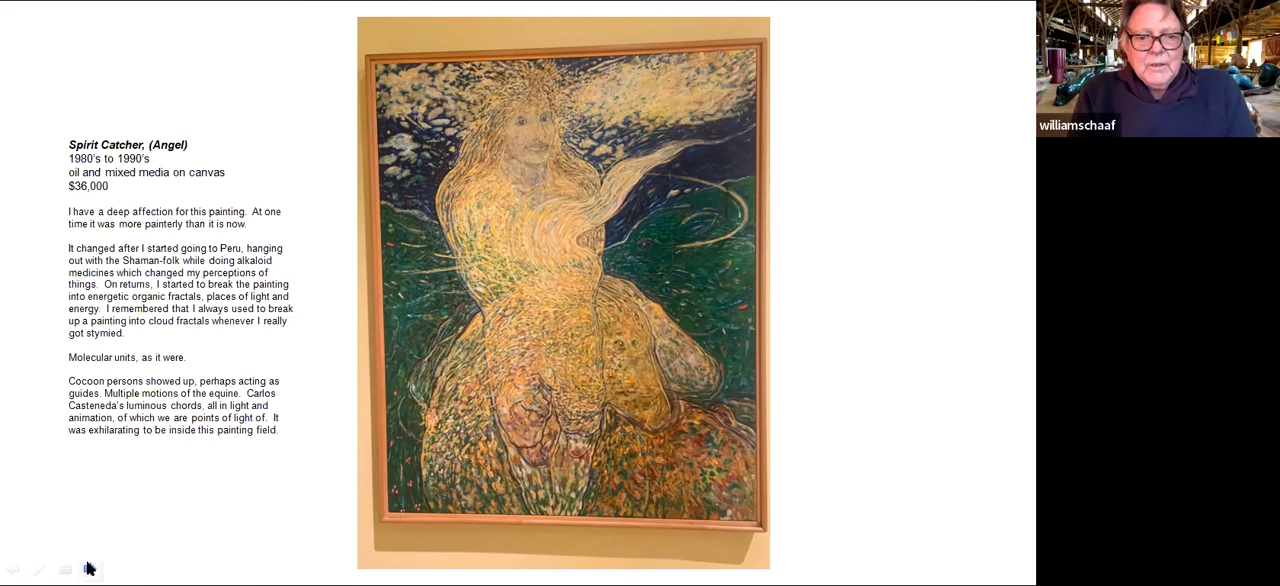 Spirit Catcher, (Angel)
1980's to 1990's
oil and mixed media on canvas
$36,000
I have a deep affection for this painting. At one
time it was more painterly than it is now.
It changed after I started going to Peru, hanging
out with the Shaman-folk while doing alkaloid
medicines which changed my perceptions of
things. On returns, I started to break the painting
into energetic organic fractals, places of light and
energy. I remembered that I always used to break
up a painting into cloud fractals whenever I really
got stymied.
Molecular units, as it were.
Cocoon persons showed up, perhaps acting as
guides. Multiple motions of the equine. Carlos
Casteneda's luminous chords, all in light and
animation, of which we are points of light of. It
was exhilarating to be inside this painting field.
williamschaaf